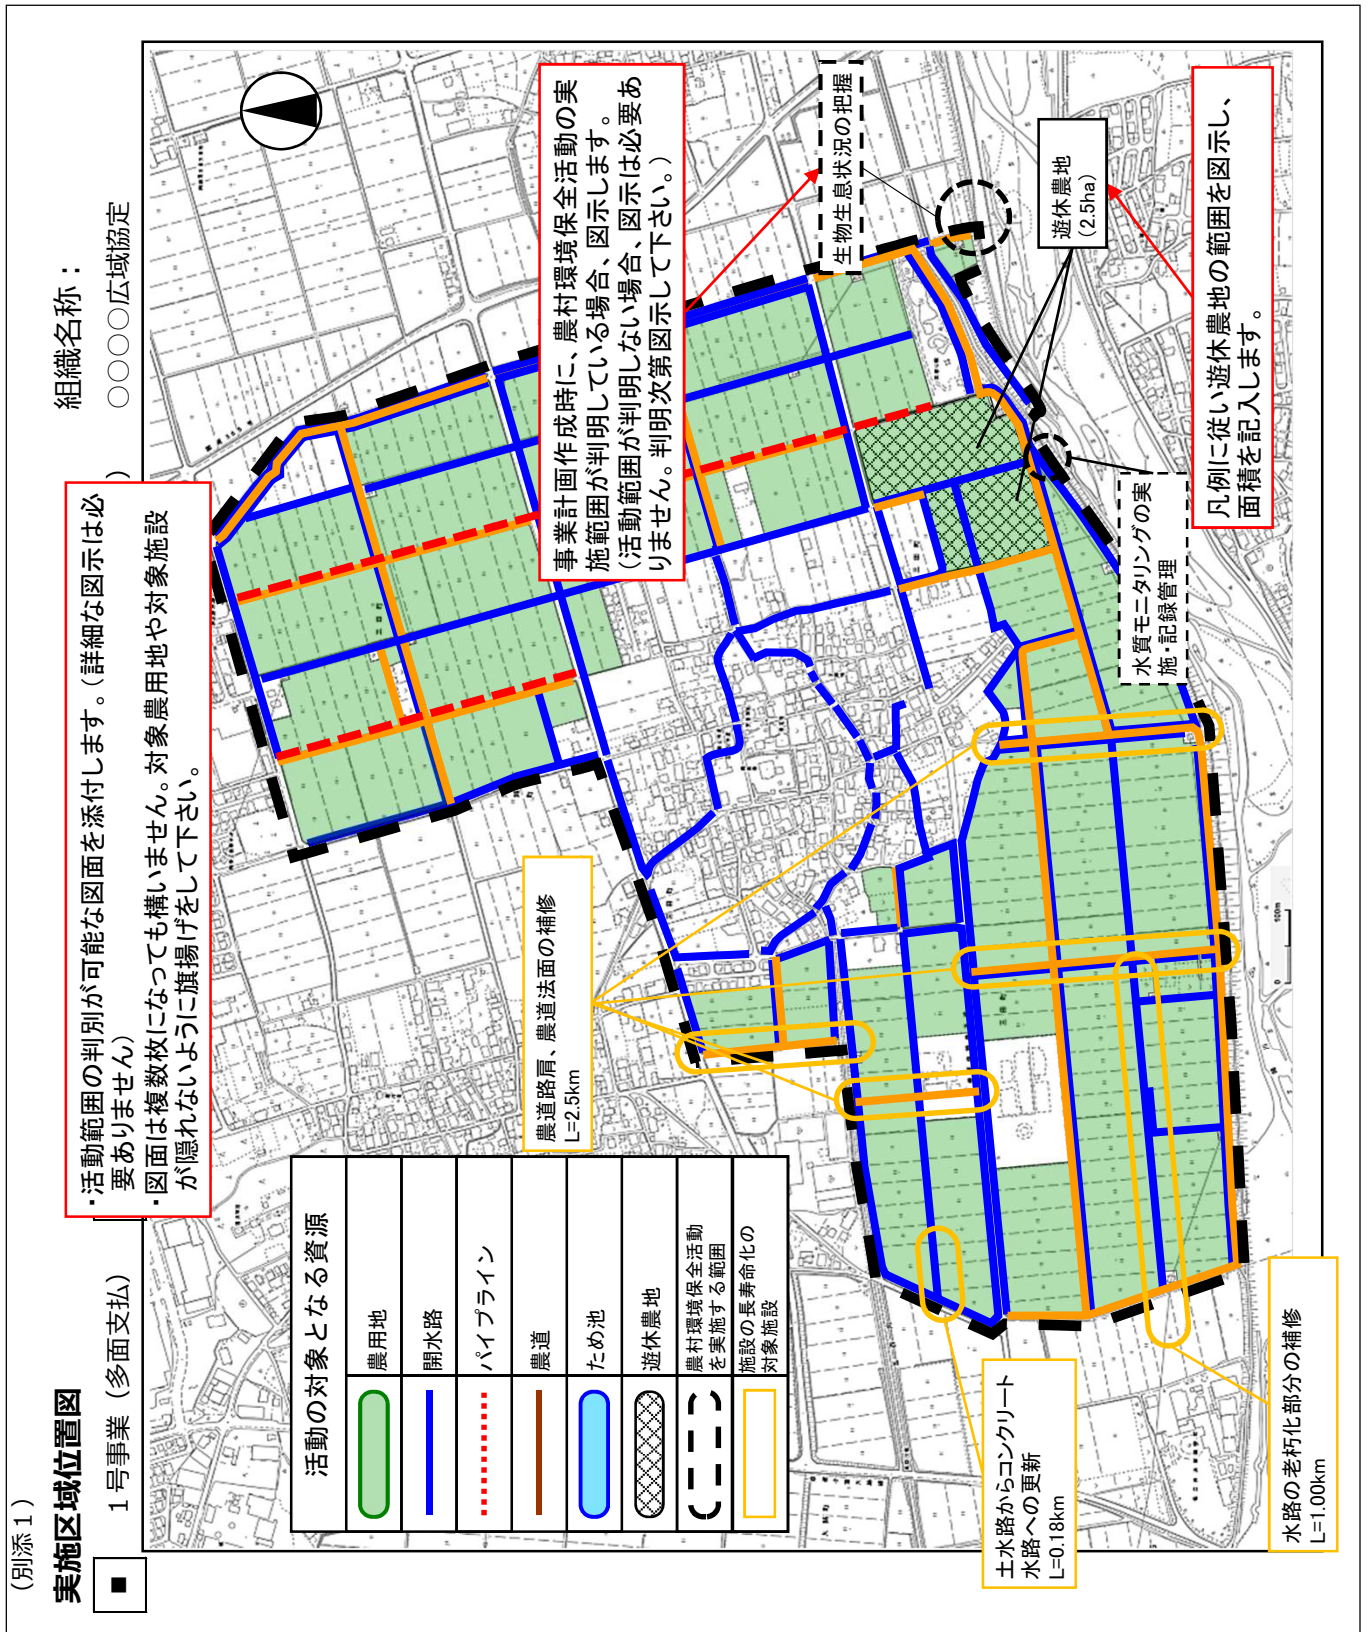 （別添１）
実施区域位置図
■
１号事業（多面支払）
）
組織名称：
○○○○広域協定
・活動範囲の判別が可能な図面を添付します。（詳細な図示は必
要ありません）
・図面は複数枚になっても構いません。対象農用地や対象施設
が隠れないように旗揚げをして下さい。
事業計画作成時に、農村環境保全活動の実
施範囲が判明している場合、図示します。
（活動範囲が判明しない場合、図示は必要あ
りません。判明次第図示して下さい。）
生物生息状況の把握
遊休農地
（2.5ha）
凡例に従い遊休農地の範囲を図示し、
面積を記入します。
水質モニタリングの実
施・記録管理
農道路肩、農道法面の補修
L=2.5km
活動の対象となる資源
農用地
開水路
パイプライン
農道
ため池
遊休農地
農村環境保全活動
を実施する範囲
施設の長寿命化の
対象施設
土水路からコンクリート
水路への更新
L=0.18km
水路の老朽化部分の補修
L=1.00km
0
100m